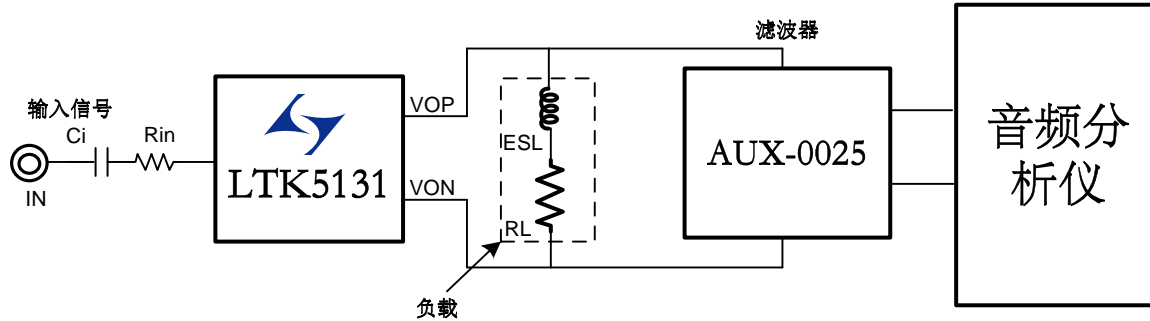 输入信号
Ci
Rin
IN
LTK5131
VOP
VON
ESL
RL
负载
滤波器
AUX-0025
音频分
析仪